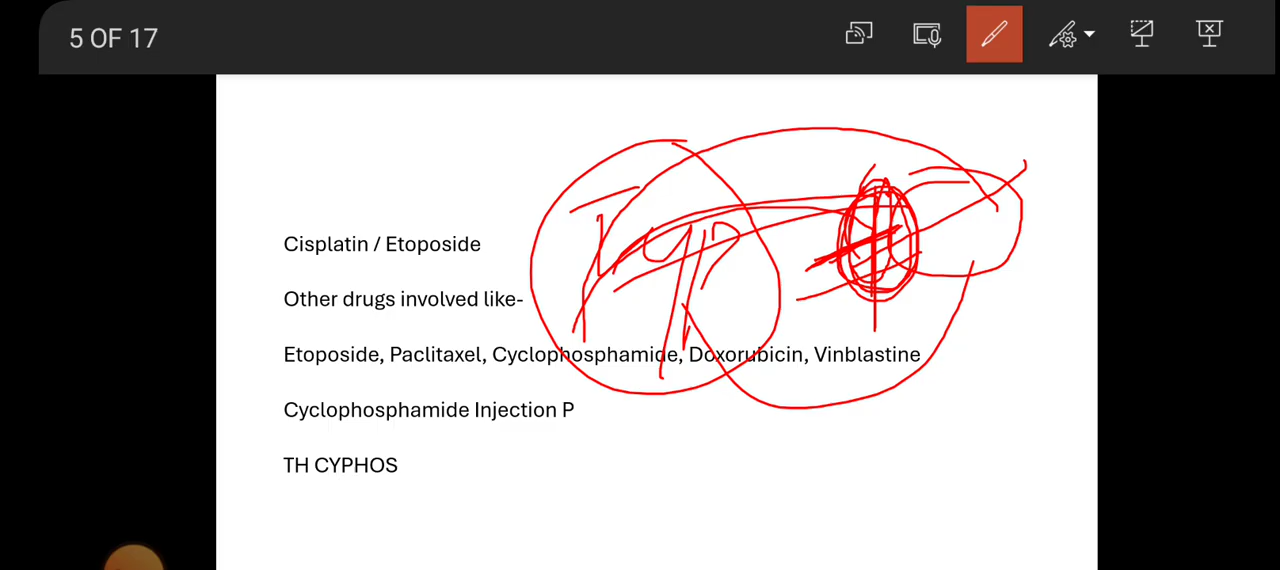 5 OF 17
Cisplatin / Etoposide
Other drugs involved like-
Etoposide, Paclitaxel, Cyclophosphamide, Doxorubicin, Vinblastine
Cyclophosphamide Injection P
TH CYPHOS